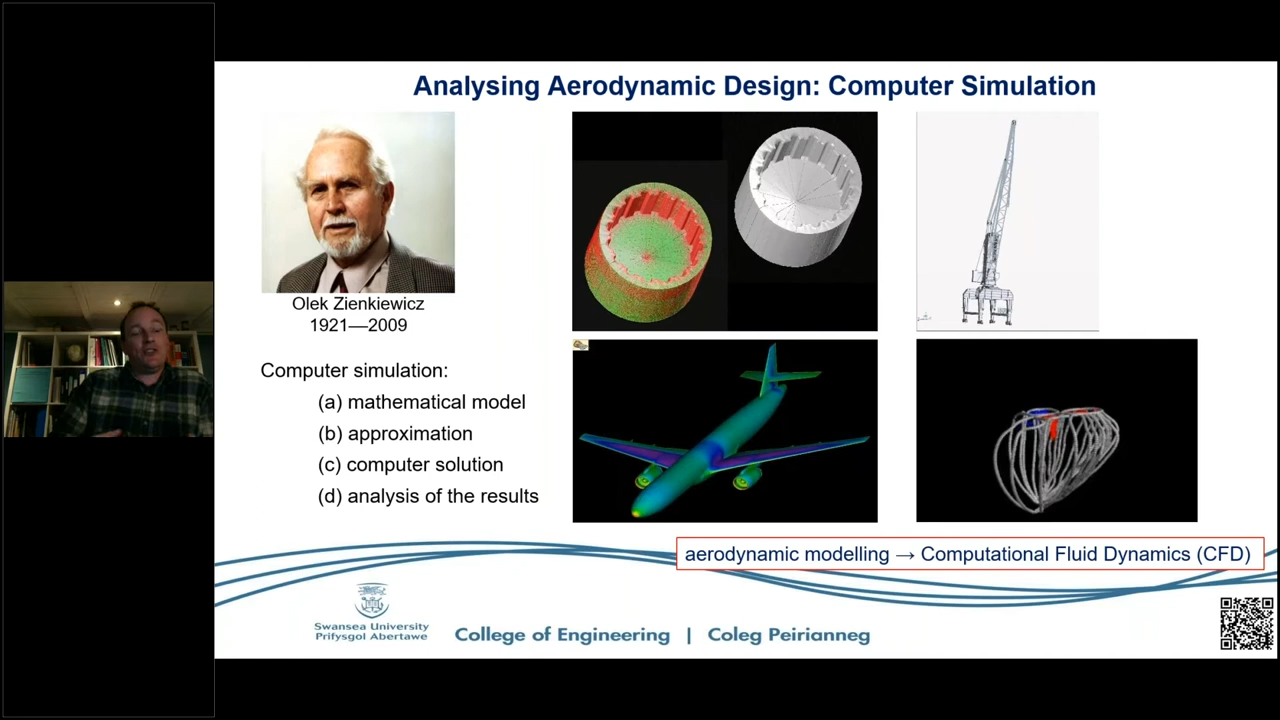 Analysing Aerodynamic Design: Computer Simulation
Olek Zienkiewicz
1921—2009
Computer simulation:
(a) mathematical model
(b) approximation
(c) computer solution
(d) analysis of the results
aerodynamic modelling → Computational Fluid Dynamics (CFD)
Swansea University
Prifysgol Abertawe
College of Engineering | Coleg Peirianneg